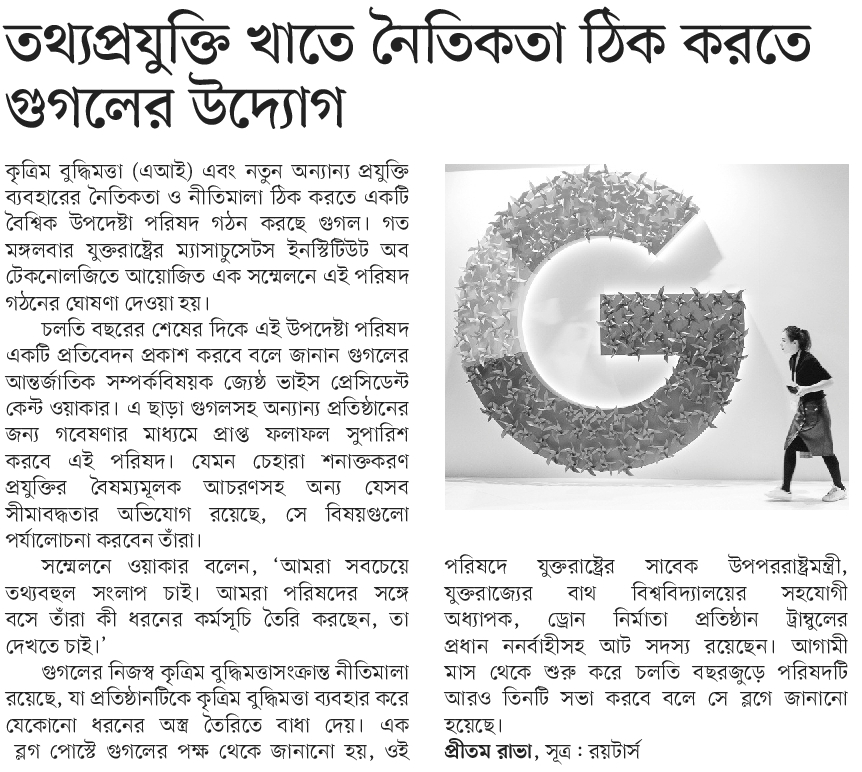 তথ্যপ্রযুক্তি খাতে নৈতিকতা ঠিক করতে
গুগলের উদ্যোগ
কৃত্রিম বুদ্ধিমত্তা (এআই) এবং নতুন অন্যান্য প্রযুক্তি
ব্যবহারের নৈতিকতা ও নীতিমালা ঠিক করতে একটি
বৈশ্বিক উপদেষ্টা পরিষদ গঠন করছে গুগল। গত
মঙ্গলবার যুক্তরাষ্ট্রের ম্যাসাচুসেটস ইনস্টিটিউট অব
টেকনোলজিতে আয়োজিত এক সম্মেলনে এই পরিষদ
গঠনের ঘোষণা দেওয়া হয়।
চলতি বছরের শেষের দিকে এই উপদেষ্টা পরিষদ
একটি প্রতিবেদন প্রকাশ করবে বলে জানান গুগলের
আন্তর্জাতিক সম্পর্কবিষয়ক জ্যেষ্ঠ ভাইস প্রেসিডেন্ট
কেন্ট ওয়াকার। এ ছাড়া গুগলসহ অন্যান্য প্রতিষ্ঠানের
জন্য গবেষণার মাধ্যমে প্রাপ্ত ফলাফল সুপারিশ
করবে এই পরিষদ। যেমন চেহারা শনাক্তকরণ
প্রযুক্তির বৈষম্যমূলক আচরণসহ অন্য যেসব
সীমাবদ্ধতার অভিযোগ রয়েছে, সে বিষয়গুলো
পর্যালোচনা করবেন তাঁরা।
সম্মেলনে ওয়াকার বলেন, ‘আমরা সবচেয়ে
তথ্যবহুল সংলাপ চাই। আমরা পরিষদের সঙ্গে
বসে তাঁরা কী ধরনের কর্মসূচি তৈরি করছেন, তা
দেখতে চাই।’
গুগলের নিজস্ব কৃত্রিম বুদ্ধিমত্তাসংক্রান্ত নীতিমালা
রয়েছে, যা প্রতিষ্ঠানটিকে কৃত্রিম বুদ্ধিমত্তা ব্যবহার করে
যেকোনো ধরনের অস্ত্র তৈরিতে বাধা দেয়। এক
ব্লগ পোস্টে গুগলের পক্ষ থেকে জানানো হয়, ওই
পরিষদে যুক্তরাষ্ট্রের সাবেক উপপররাষ্ট্রমন্ত্রী,
যুক্তরাজ্যের বাথ বিশ্ববিদ্যালয়ের সহযোগী
অধ্যাপক, ড্রোন নির্মাতা প্রতিষ্ঠান ট্রাম্বুলের
প্রধান ননর্বাহীসহ আট সদস্য রয়েছেন। আগামী
মাস থেকে শুরু করে চলতি বছরজুড়ে পরিষদটি
আরও তিনটি সভা করবে বলে সে ব্লগে জানানো
হয়েছে।
প্রীতম রাভা, সূত্র : রয়টার্স